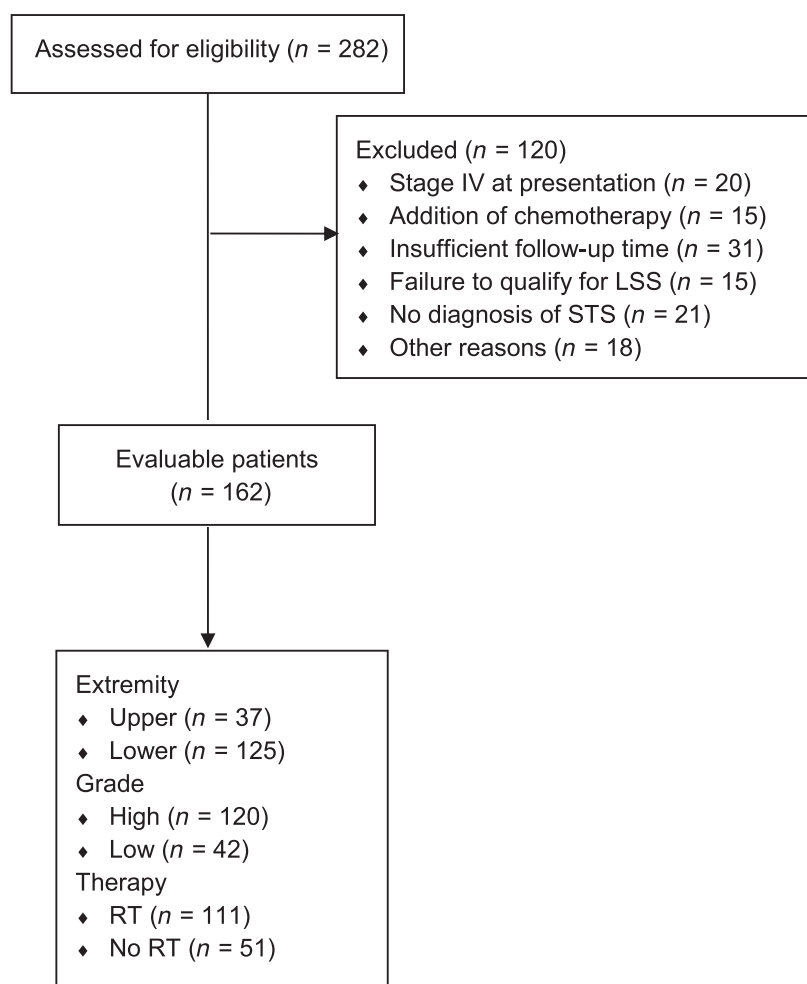 Assessed for eligibility (n = 282)
Excluded (n = 120)
♦ Stage IV at presentation (n = 20)
♦ Addition of chemotherapy (n = 15)
♦ Insufficient follow-up time (n = 31)
♦ Failure to qualify for LSS (n = 15)
♦ No diagnosis of STS (n = 21)
♦ Other reasons (n = 18)
Evaluable patients
(n = 162)
Extremity
♦ Upper (n = 37)
♦ Lower (n = 125)
Grade
♦ High (n = 120)
♦ Low (n = 42)
Therapy
♦ RT (n = 111)
♦ No RT (n = 51)